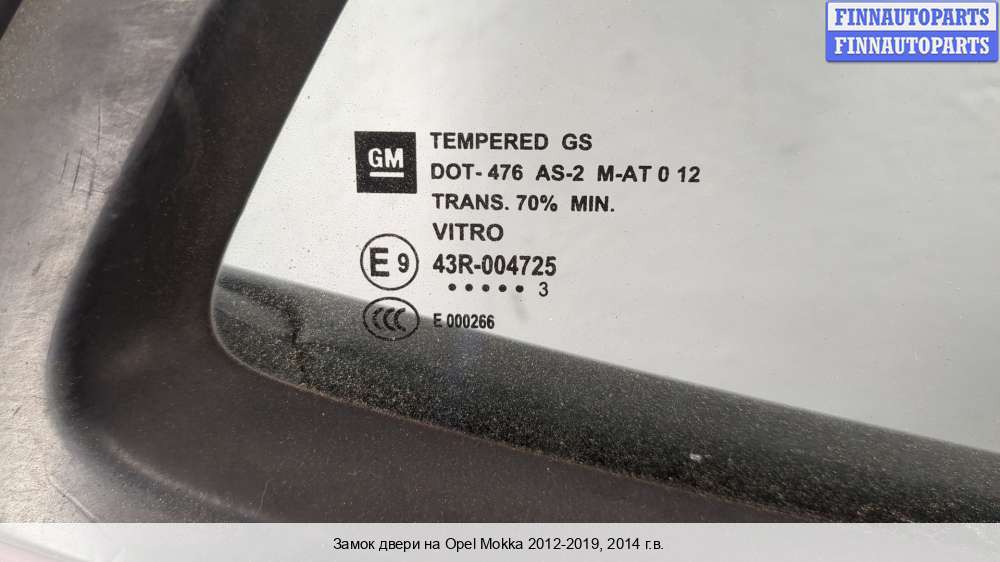 FINNAUTOPARTS
FINNAUTOPARTS
GM
TEMPERED GS
DOT- 476 AS-2 M-AT 0 12
TRANS. 70% MIN.
VITRO
E 9
43R-004725
• • • • • 3
CCC
E 000266
Замок двери на Opel Mokka 2012-2019, 2014 г.в.